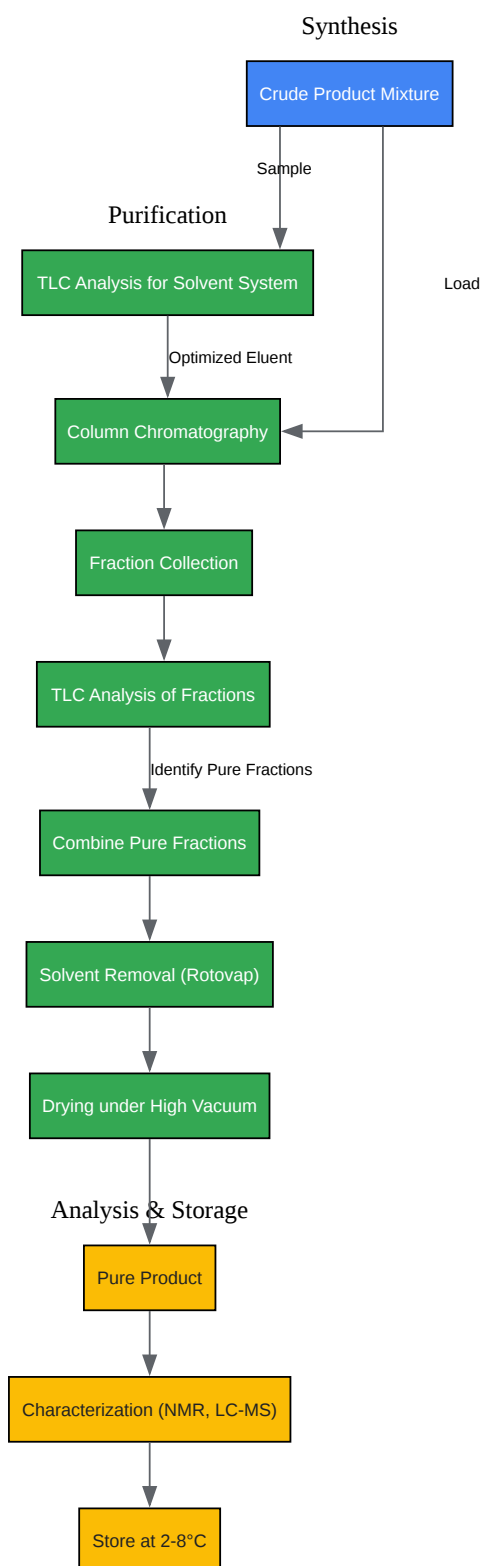 Synthesis
Crude Product Mixture
Sample
Purification
TLC Analysis for Solvent System
Load
Optimized Eluent
Column Chromatography
Fraction Collection
TLC Analysis of Fractions
Identify Pure Fractions
Combine Pure Fractions
Solvent Removal (Rotovap)
Drying under High Vacuum
Analysis & Storage
Pure Product
Characterization (NMR, LC-MS)
Store at 2-8°C